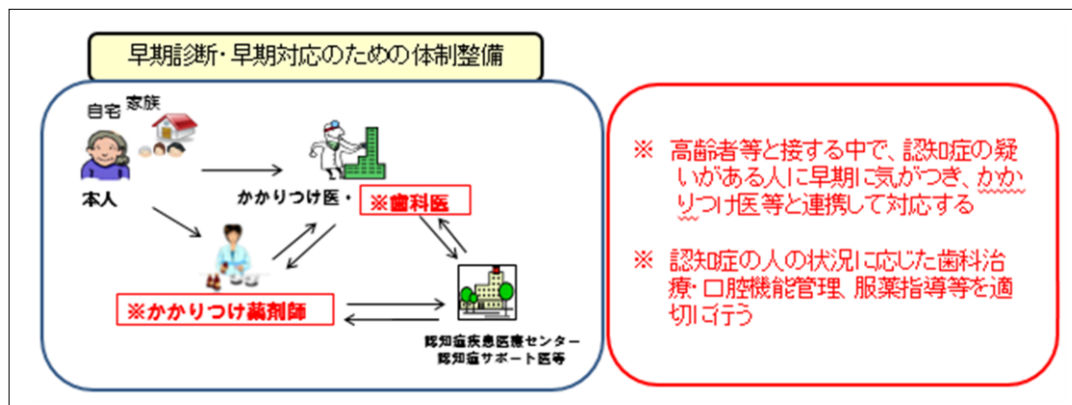 早期診断・早期対応のための体制整備
自宅 家族
本人
かかりつけ医・
※歯科医
※かかりつけ薬剤師
認知症疾患医療センター
認知症サポート医等
※ 高齢者等と接する中で、認知症の疑
いがある人に早期に気がつき、かか
りつけ医等と連携して対応する
※ 認知症の人の状況に応じた歯科治
療・口腔機能管理、服薬指導等を適
切に行う